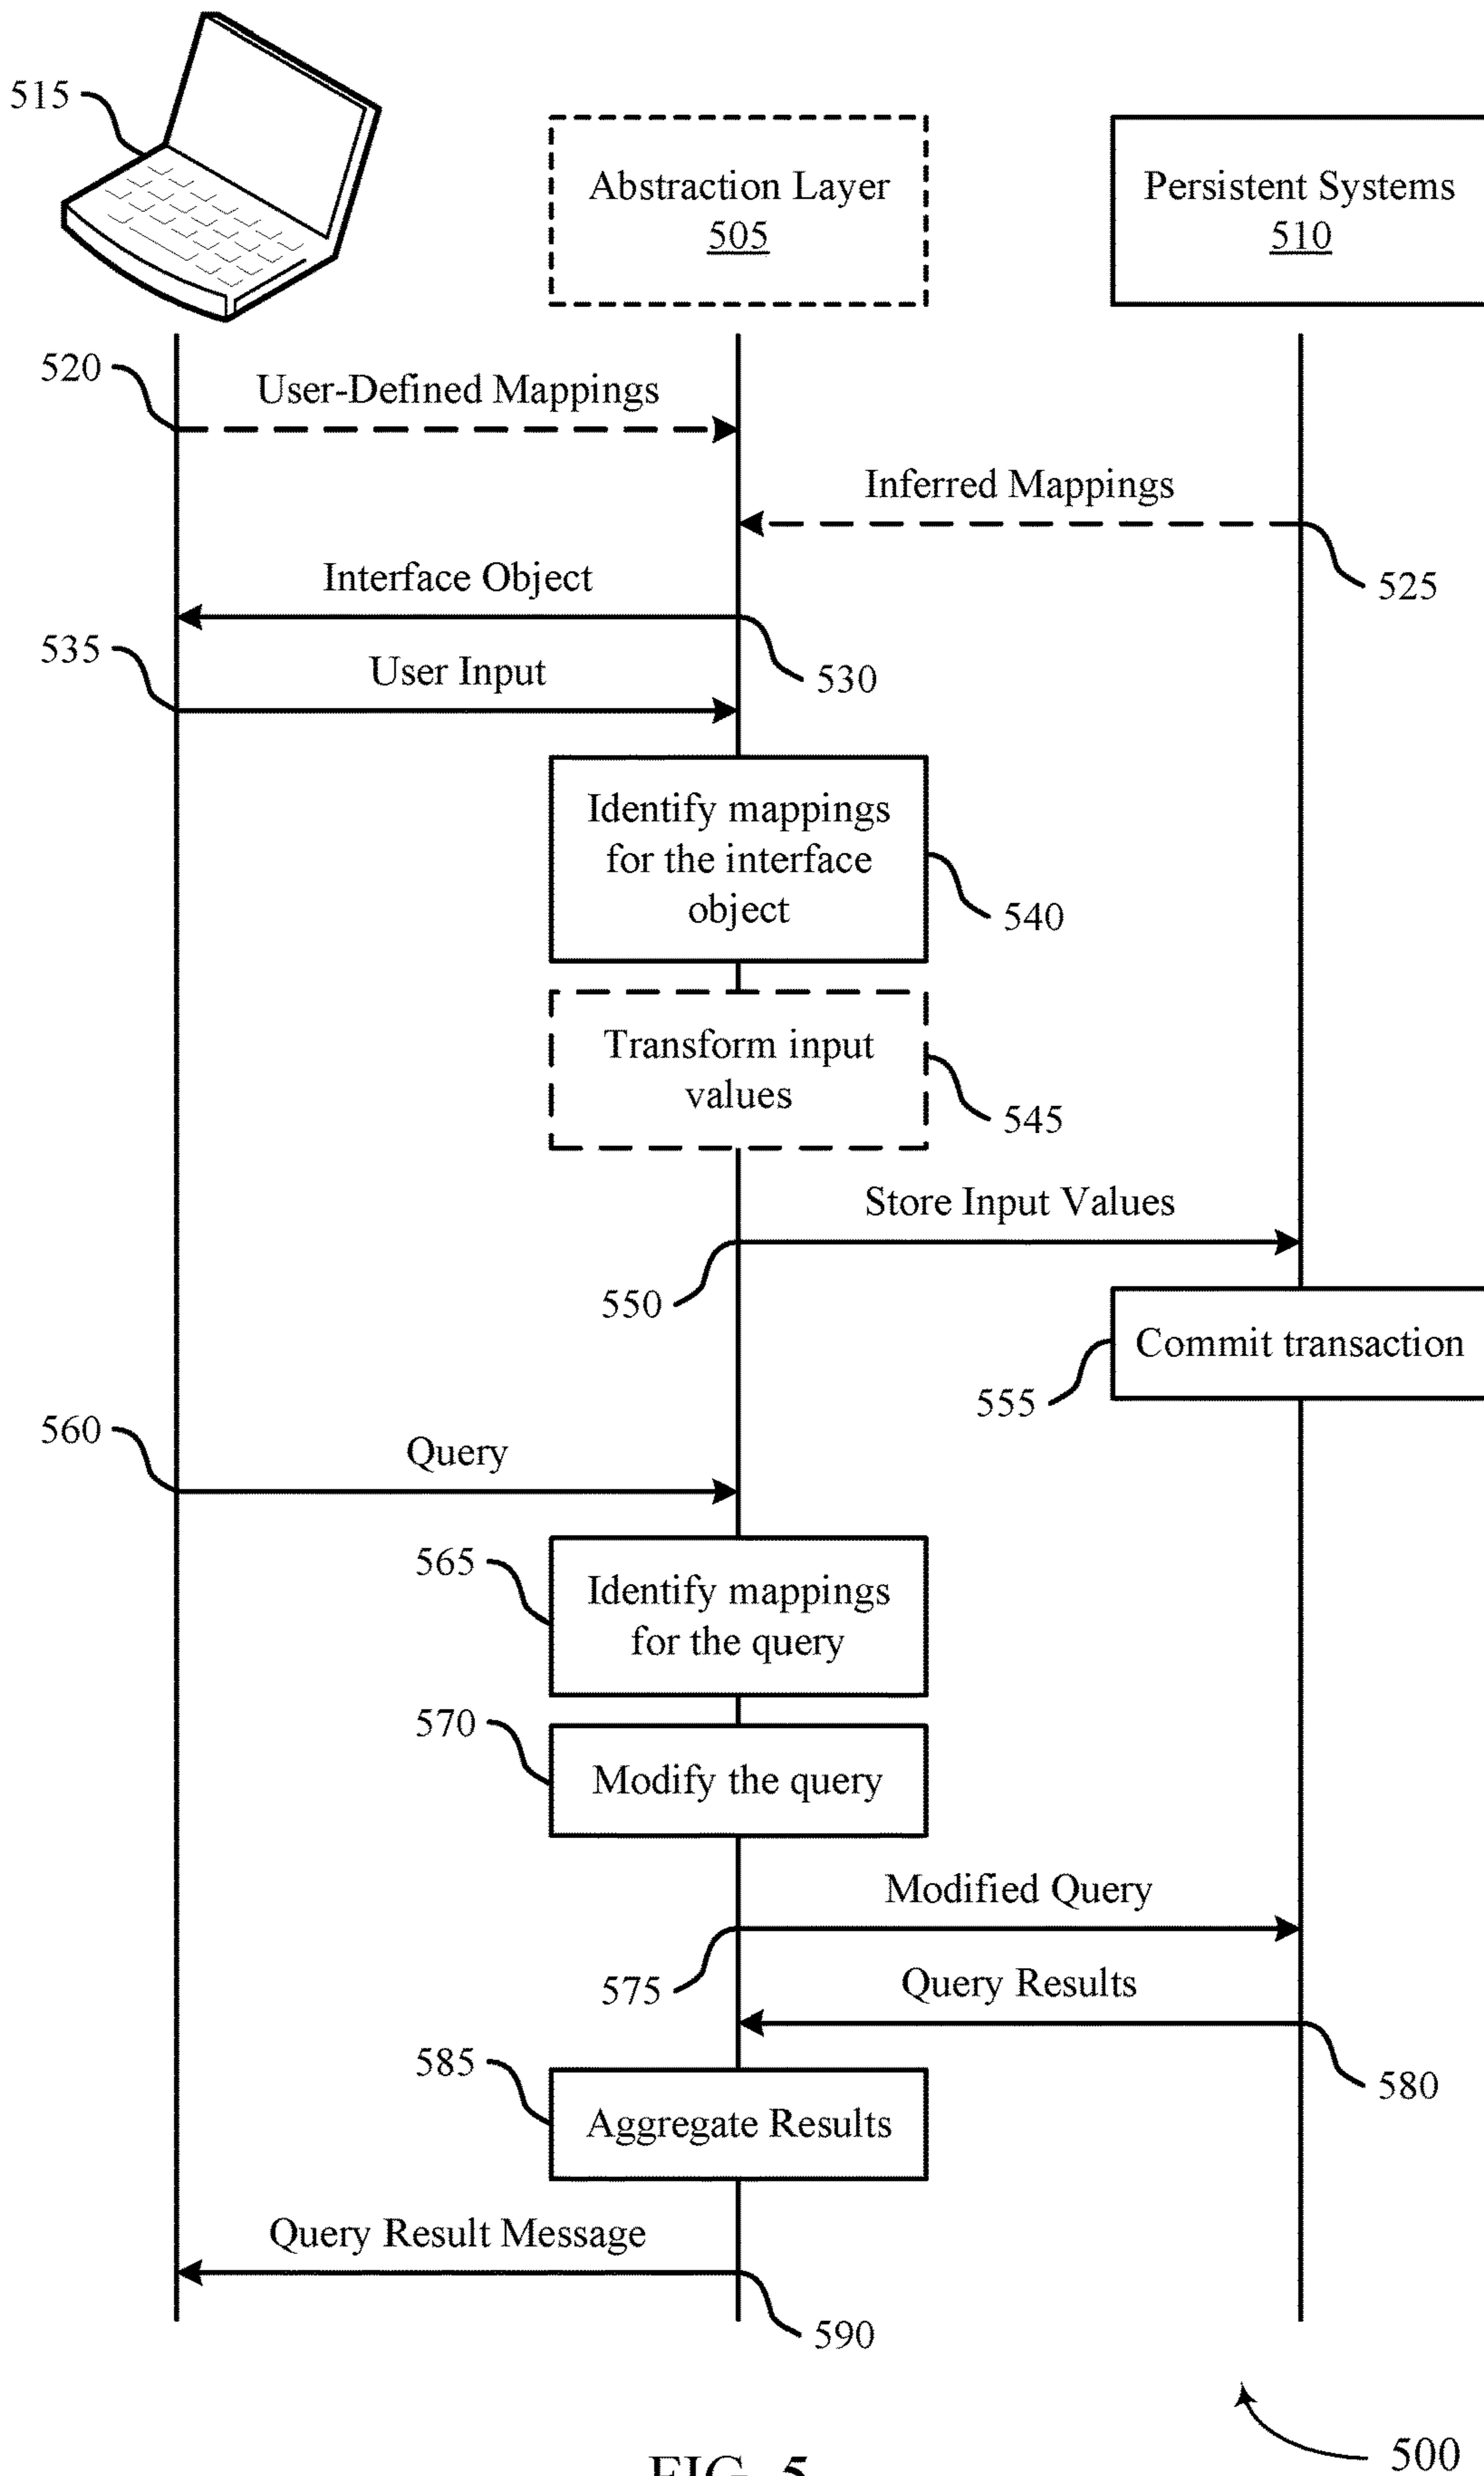 515
Abstraction Layer
505
Persistent Systems
510
520
User-Defined Mappings
Inferred Mappings
525
Interface Object
530
535
User Input
Identify mappings
for the interface
object
540
Transform input
values
545
Store Input Values
550
Commit transaction
555
560
Query
565
Identify mappings
for the query
570
Modify the query
Modified Query
575
Query Results
580
585
Aggregate Results
Query Result Message
590
500
FIG. 5